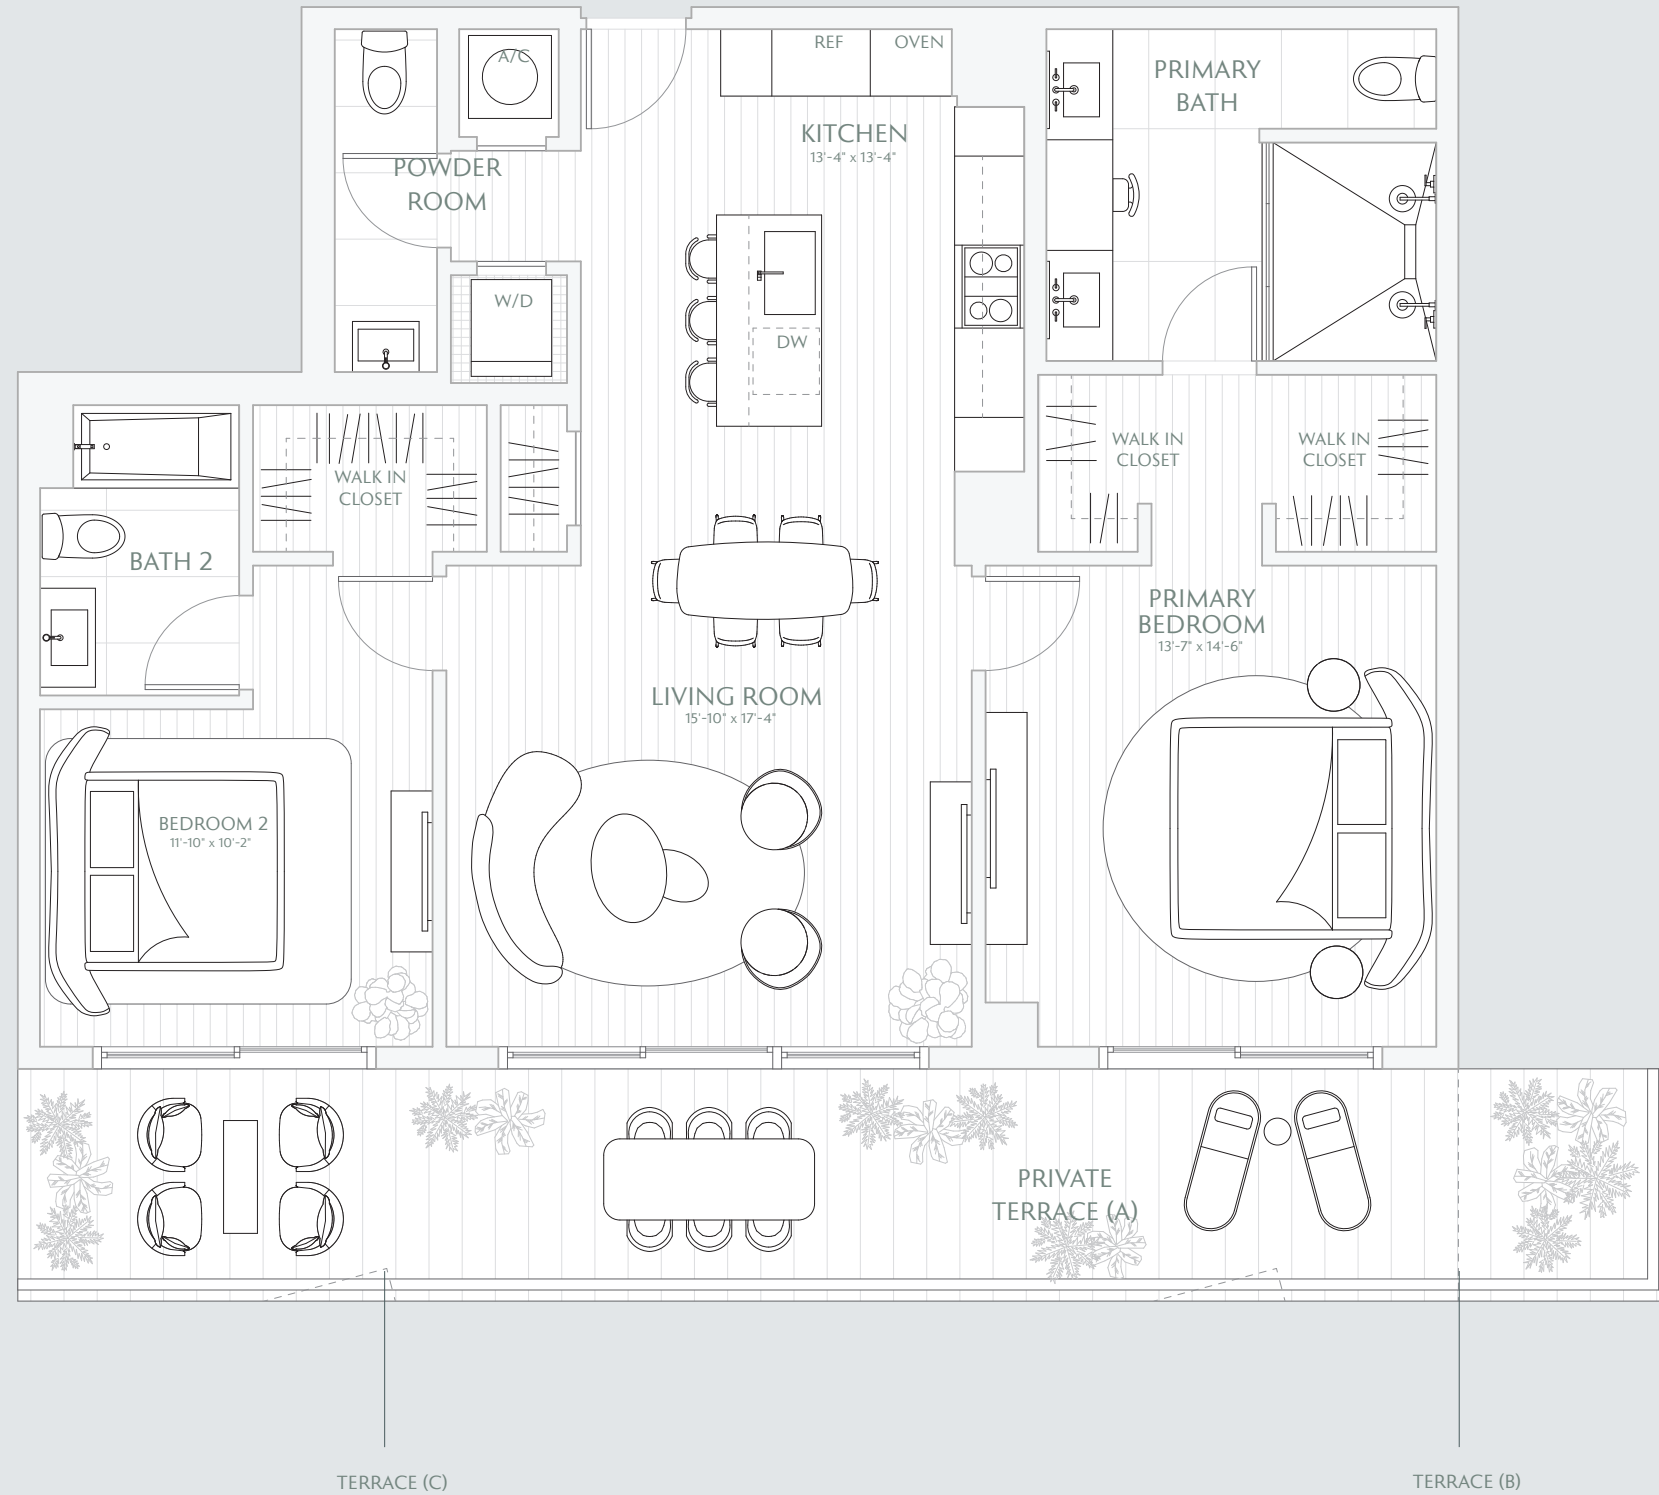 REF
OVEN
A/C
PRIMARY
BATH
KITCHEN
13'-4" x 13'-4"
POWDER
ROOM
W/D
DW
WALK IN
CLOSET
WALK IN
CLOSET
WALK IN
CLOSET
BATH 2
PRIMARY
BEDROOM
13'-7" x 14'-6"
LIVING ROOM
15'-10" x 17'-4"
BEDROOM 2
11'-10" x 10'-2"
PRIVATE
TERRACE (A)
TERRACE (C)
TERRACE (B)